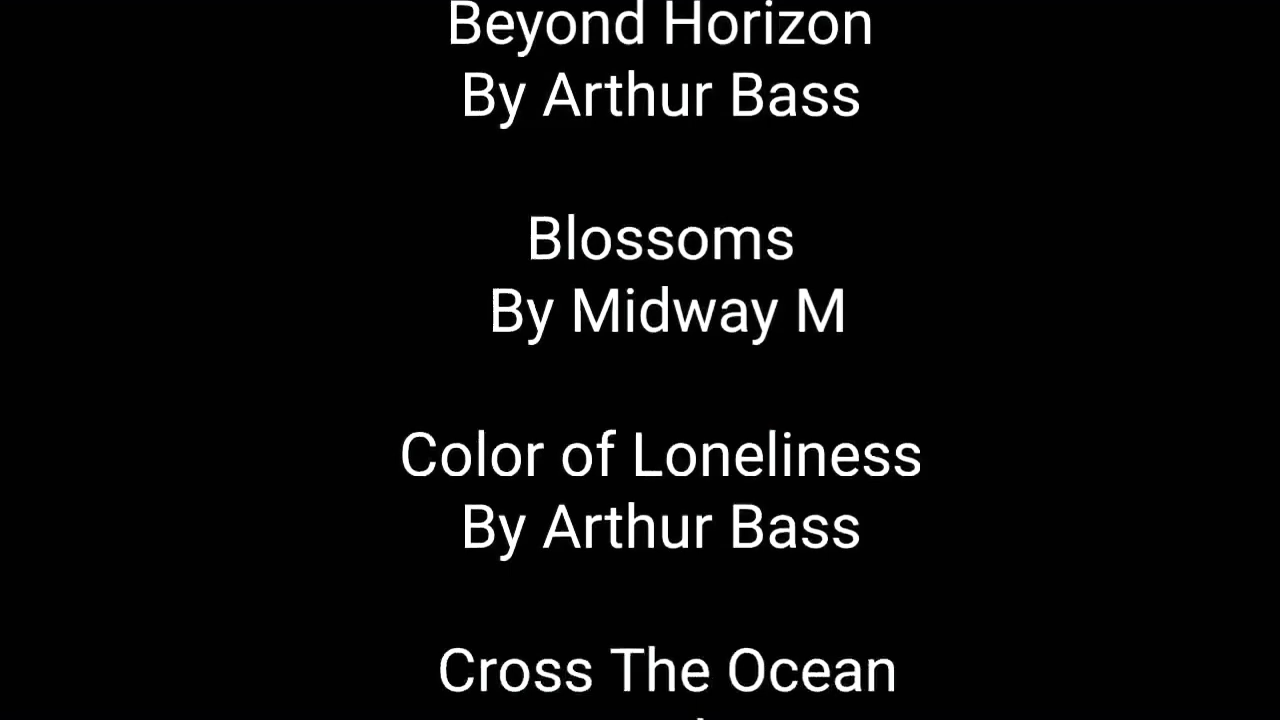 Beyond Horizon
By Arthur Bass
Blossoms
By Midway M
Color of Loneliness
By Arthur Bass
Cross The Ocean